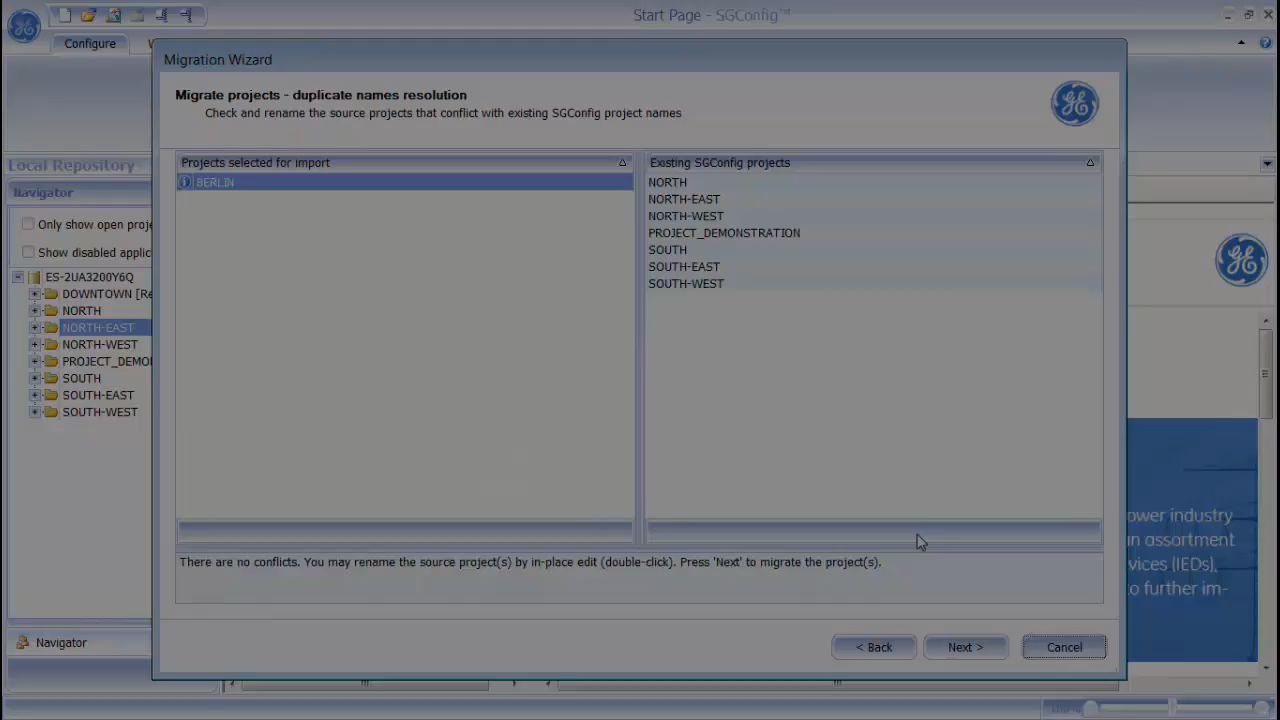 Start Page - SGConfig™
Configure
Migration Wizard
Migrate projects - duplicate names resolution
Check and rename the source projects that conflict with existing SGConfig project names
Projects selected for import
Existing SGConfig projects
BERLIN
NORTH
NORTH-EAST
NORTH-WEST
PROJECT_DEMONSTRATION
SOUTH
SOUTH-EAST
SOUTH-WEST
Local Repository
Navigator
Only show open proje
Show disabled applic
ES-2UA3200Y6Q
DOWNTOWN [Re
NORTH
NORTH-EAST
NORTH-WEST
PROJECT_DEMO
SOUTH
SOUTH-EAST
SOUTH-WEST
ower industry
n assortment
vices (IEDs),
to further im-
There are no conflicts. You may rename the source project(s) by in-place edit (double-click). Press 'Next' to migrate the project(s).
< Back
Next >
Cancel
Navigator